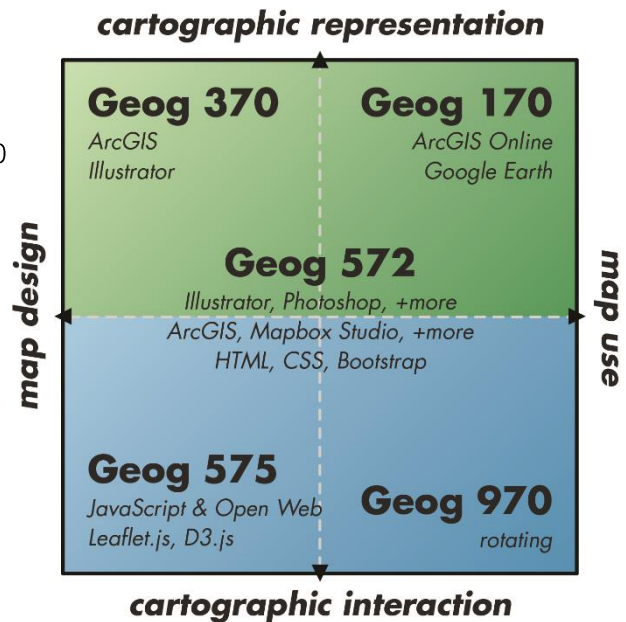 cartographic representation
Geog 370
ArcGIS
Illustrator
Geog 170
ArcGIS Online
Google Earth
0
map design
map use
Geog 572
Illustrator, Photoshop, +more
ArcGIS, Mapbox Studio, +more
HTML, CSS, Bootstrap
Geog 575
JavaScript & Open Web
Leaflet.js, D3.js
Geog 970
rotating
cartographic interaction